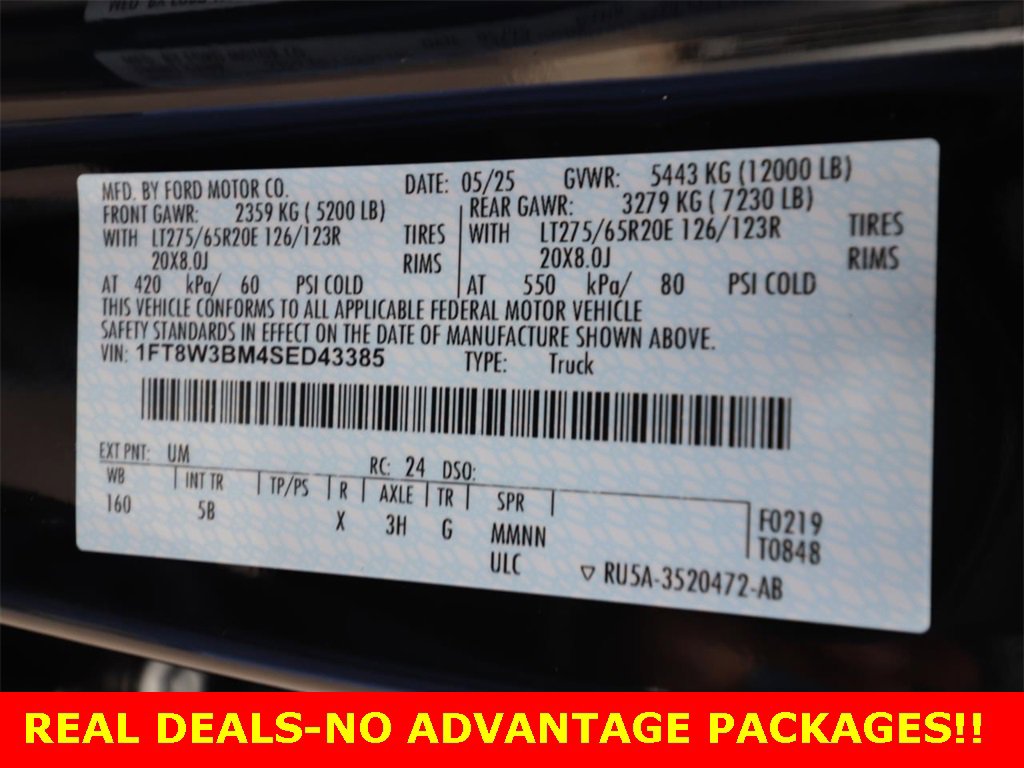 MFD. BY FORD MOTOR CO. DATE: 05/25 GVWR: 5443 KG (12000 LB)
FRONT GAWR: 2359 KG ( 5200 LB) REAR GAWR: 3279 KG ( 7230 LB)
WITH LT275/65R20E 126/123R TIRES WITH LT275/65R20E 126/123R TIRES
20X8.0J RIMS 20X8.0J RIMS
AT 420 kPa/ 60 PSI COLD AT 550 kPa/ 80 PSI COLD
THIS VEHICLE CONFORMS TO ALL APPLICABLE FEDERAL MOTOR VEHICLE
SAFETY STANDARDS IN EFFECT ON THE DATE OF MANUFACTURE SHOWN ABOVE.
VIN: 1FT8W3BM4SED43385 TYPE: Truck
EXT PNT: UM RC: 24 DSO:
WB INT TR TP/PS R AXLE TR SPR
160 5B X 3H G MMNN F0219
ULC T0848
▽ RU5A-3520472-AB
REAL DEALS-NO ADVANTAGE PACKAGES!!